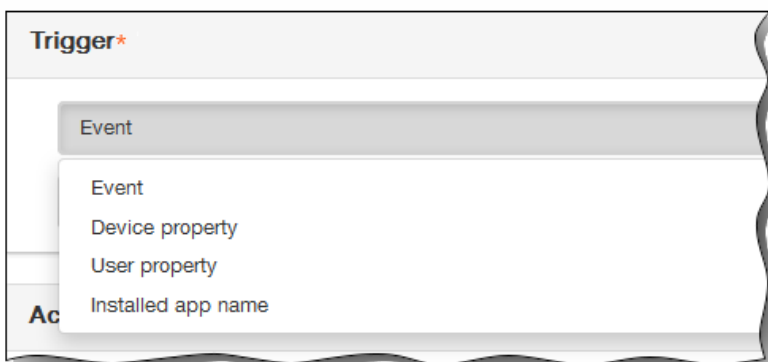 Trigger*
Event
Event
Device property
User property
Installed app name
Ac